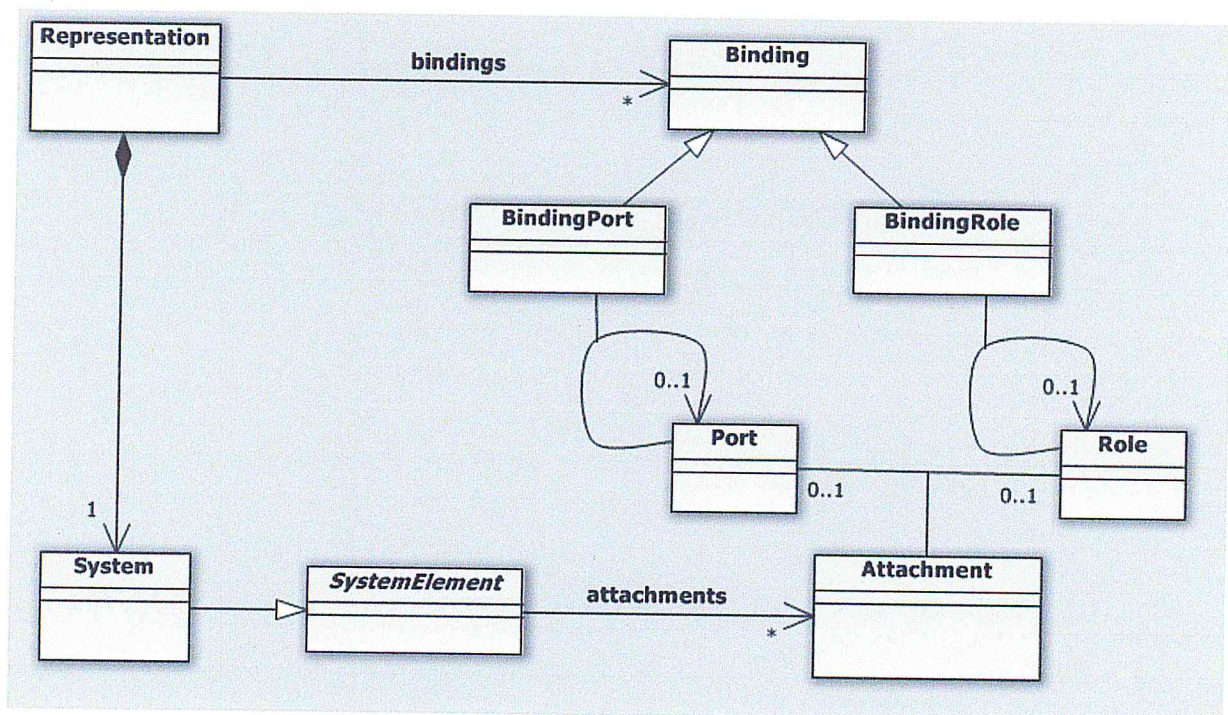 Representation
bindings
*
Binding
BindingPort
BindingRole
0..1
0..1
Port
Role
0..1
0..1
1
System
SystemElement
attachments
*
Attachment